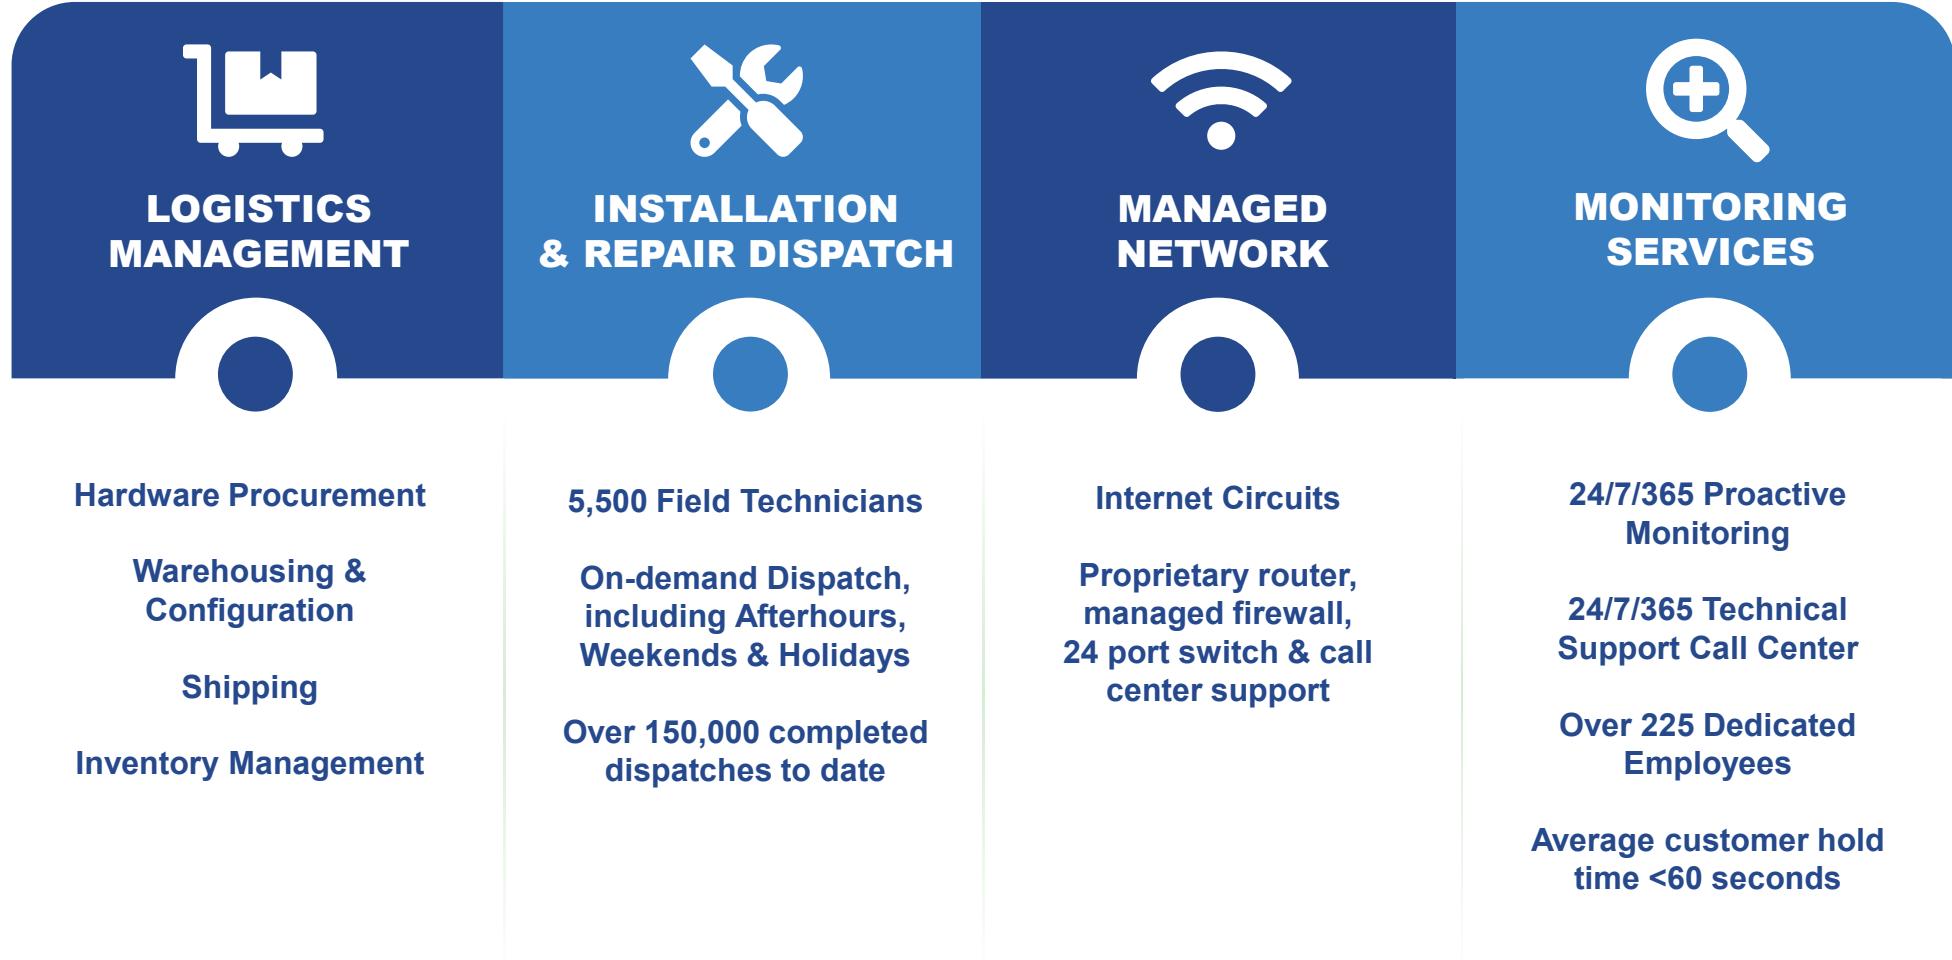 LOGISTICS
MANAGEMENT
Hardware Procurement
Warehousing &
Configuration
Shipping
Inventory Management
INSTALLATION
& REPAIR DISPATCH
5,500 Field Technicians
On-demand Dispatch,
including Afterhours,
Weekends & Holidays
Over 150,000 completed
dispatches to date
MANAGED
NETWORK
Internet Circuits
Proprietary router,
managed firewall,
24 port switch & call
center support
MONITORING
SERVICES
24/7/365 Proactive
Monitoring
24/7/365 Technical
Support Call Center
Over 225 Dedicated
Employees
Average customer hold
time <60 seconds